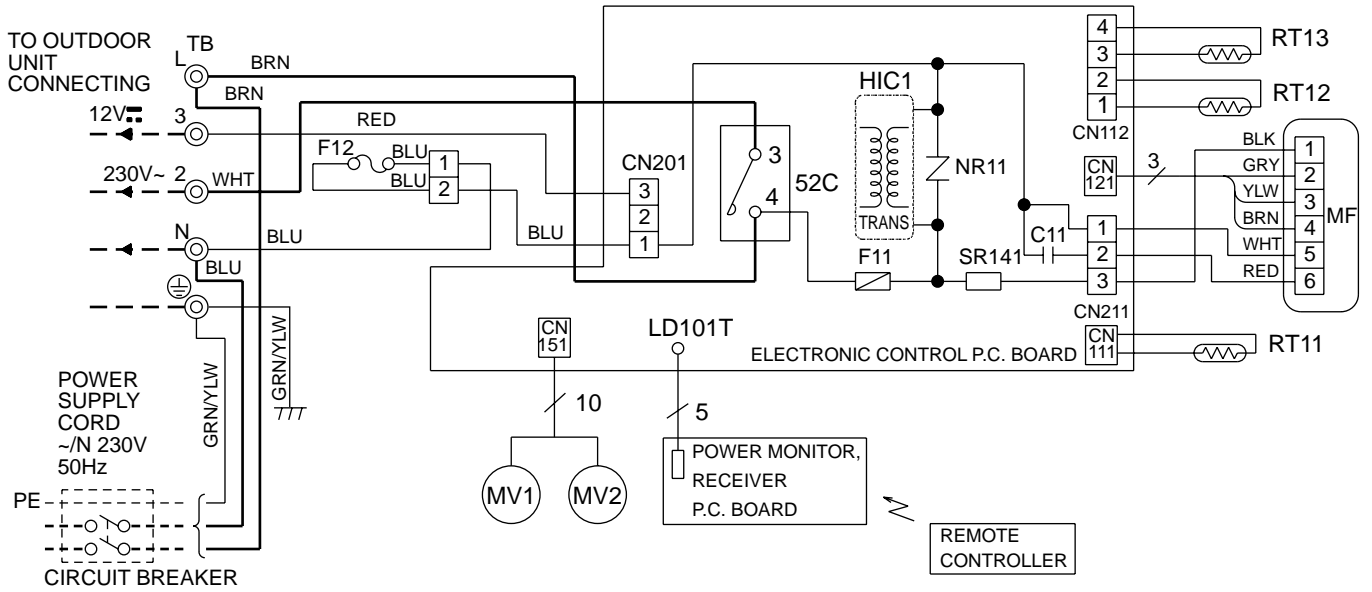 TO OUTDOOR
UNIT
CONNECTING
TB
L
BRN
BRN
12V
3
RED
230V~ 2
WHT
F12
BLU
BLU
1
2
N
BLU
BLU
BLU
CN201
3
2
1
3
4
52C
HIC1
TRANS
NR11
F11
SR141
C11
4
3
2
1
CN112
RT13
RT12
CN
121
3
BLK
GRY
YLW
BRN
WHT
RED
1
2
3
4
5
6
MF
1
2
3
CN211
CN
111
RT11
ELECTRONIC CONTROL P.C. BOARD
CN
151
10
MV1
MV2
LD101T
5
POWER MONITOR,
RECEIVER
P.C. BOARD
REMOTE
CONTROLLER
GRN/YLW
GRN/YLW
POWER
SUPPLY
CORD
~/N 230V
50Hz
PE
CIRCUIT BREAKER